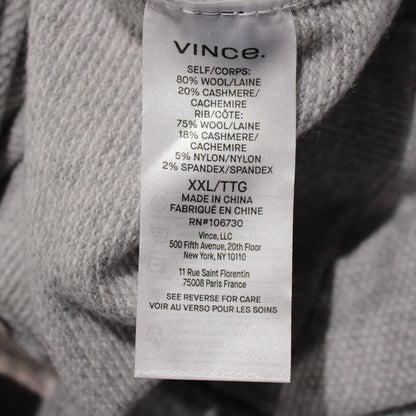 VINCE.
SELF/CORPS:
80% WOOL/LAINE
20% CASHMERE/
CACHEMIRE
RIB/CÔTE:
75% WOOL/LAINE
18% CASHMERE/
CACHEMIRE
5% NYLON/NYLON
2% SPANDEX/SPANDEX
XXL/TTG
MADE IN CHINA
FABRIQUÉ EN CHINE
RN#106730
Vince, LLC
500 Fifth Avenue, 20th Floor
New York, NY 10110
11 Rue Saint Florentin
75008 Paris France
SEE REVERSE FOR CARE
VOIR AU VERSO POUR LES SOINS